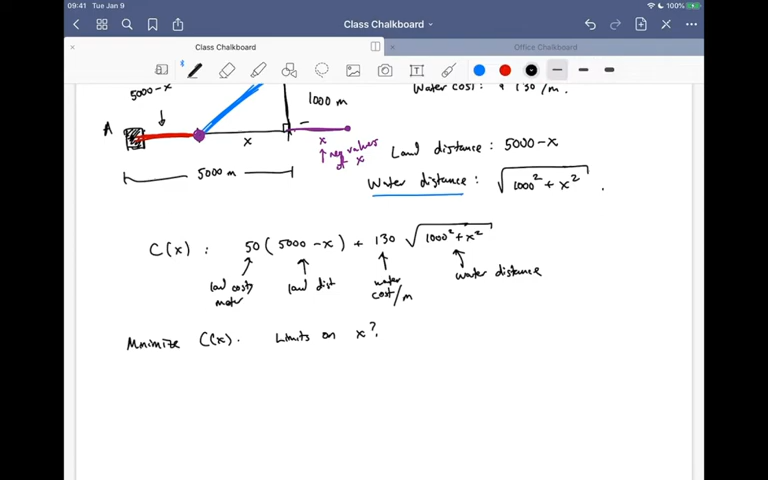 09:41 Tue Jan 9
100%
Class Chalkboard
Class Chalkboard
Office Chalkboard
5000-x
1000 m
Water cost: $ 130/m.
A
x
x
neg values
of x
5000 m
Land distance: 5000-x
Water distance: √1000² + x² .
C(x) : 50 ( 5000 - x ) + 130 √1000² + x²
land cost/
meter
land dist
water
cost/m
water distance
Minimize C(x). Limits on x?